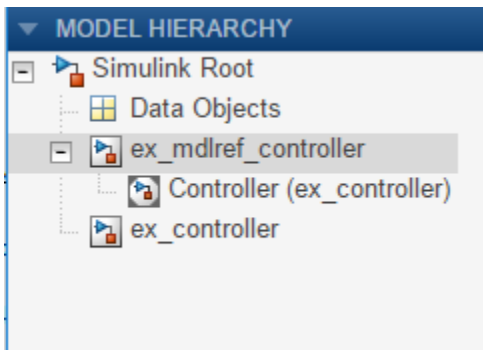 MODEL HIERARCHY
Simulink Root
Data Objects
ex_mdlref_controller
Controller (ex_controller)
ex_controller